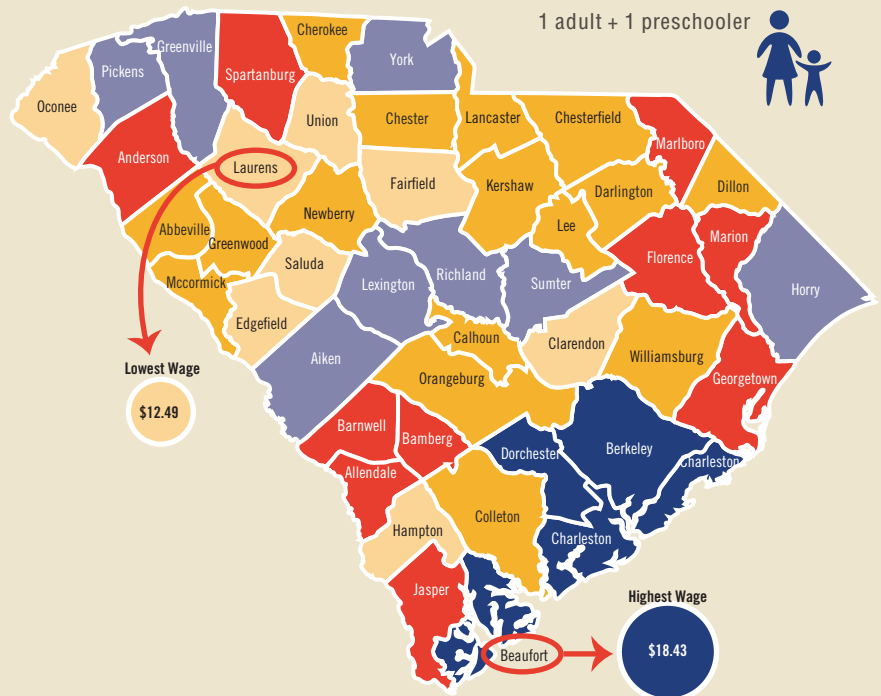 1 adult + 1 preschooler
Cherokee
Greenville
York
Pickens
Spartanburg
Oconee
Union
Chester
Lancaster
Chesterfield
Marlboro
Anderson
Laurens
Fairfield
Kershaw
Darlington
Dillon
Newberry
Abbeville
Greenwood
Lee
Marion
Saluda
Florence
Richland
Mccormick
Lexington
Sumter
Horry
Edgefield
Calhoun
Clarendon
Aiken
Williamsburg
Lowest Wage
$12.49
Orangeburg
Georgetown
Barnwell
Bamberg
Dorchester
Berkeley
Charleston
Allendale
Colleton
Hampton
Charleston
Jasper
Highest Wage
$18.43
Beaufort